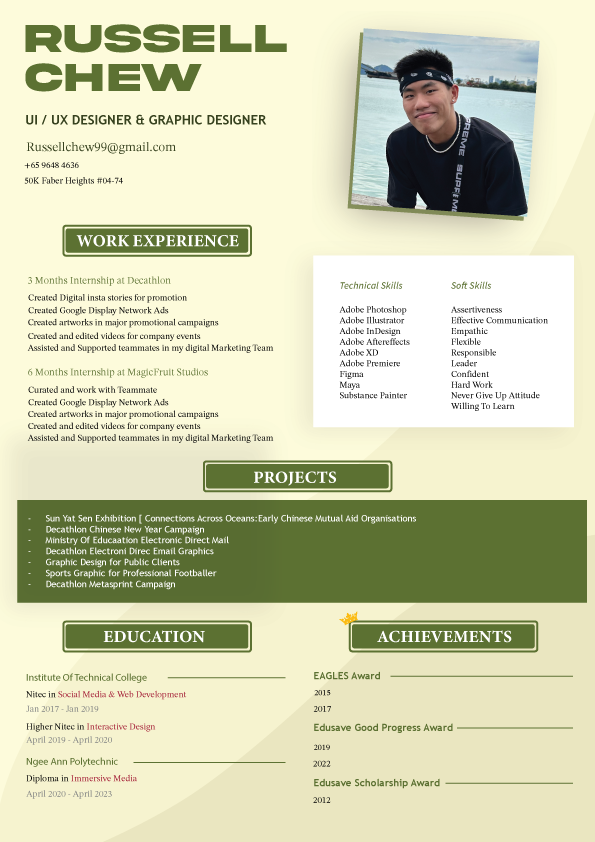 RUSSELL
CHEW
UI / UX DESIGNER & GRAPHIC DESIGNER
Russellchew99@gmail.com
+65 9648 4636
50K Faber Heights #04-74
PREME SUPREME
WORK EXPERIENCE
3 Months Internship at Decathlon
Created Digital insta stories for promotion
Created Google Display Network Ads
Created artworks in major promotional campaigns
Created and edited videos for company events
Assisted and Supported teammates in my digital Marketing Team
6 Months Internship at MagicFruit Studios
Curated and work with Teammate
Created Google Display Network Ads
Created artworks in major promotional campaigns
Created and edited videos for company events
Assisted and Supported teammates in my digital Marketing Team
Technical Skills
Adobe Photoshop
Adobe Illustrator
Adobe InDesign
Adobe Aftereffects
Adobe XD
Adobe Premiere
Figma
Maya
Substance Painter
Soft Skills
Assertiveness
Effective Communication
Empathic
Flexible
Responsible
Leader
Confident
Hard Work
Never Give Up Attitude
Willing To Learn
PROJECTS
- Sun Yat Sen Exhibition [ Connections Across Oceans:Early Chinese Mutual Aid Organisations
- Decathlon Chinese New Year Campaign
- Ministry Of Educaation Electronic Direct Mail
- Decathlon Electroni Direc Email Graphics
- Graphic Design for Public Clients
- Sports Graphic for Professional Footballer
- Decathlon Metasprint Campaign
EDUCATION
Institute Of Technical College
Nitec in Social Media & Web Development
Jan 2017 - Jan 2019
Higher Nitec in Interactive Design
April 2019 - April 2020
Ngee Ann Polytechnic
Diploma in Immersive Media
April 2020 - April 2023
ACHIEVEMENTS
EAGLES Award
2015
2017
Edusave Good Progress Award
2019
2022
Edusave Scholarship Award
2012